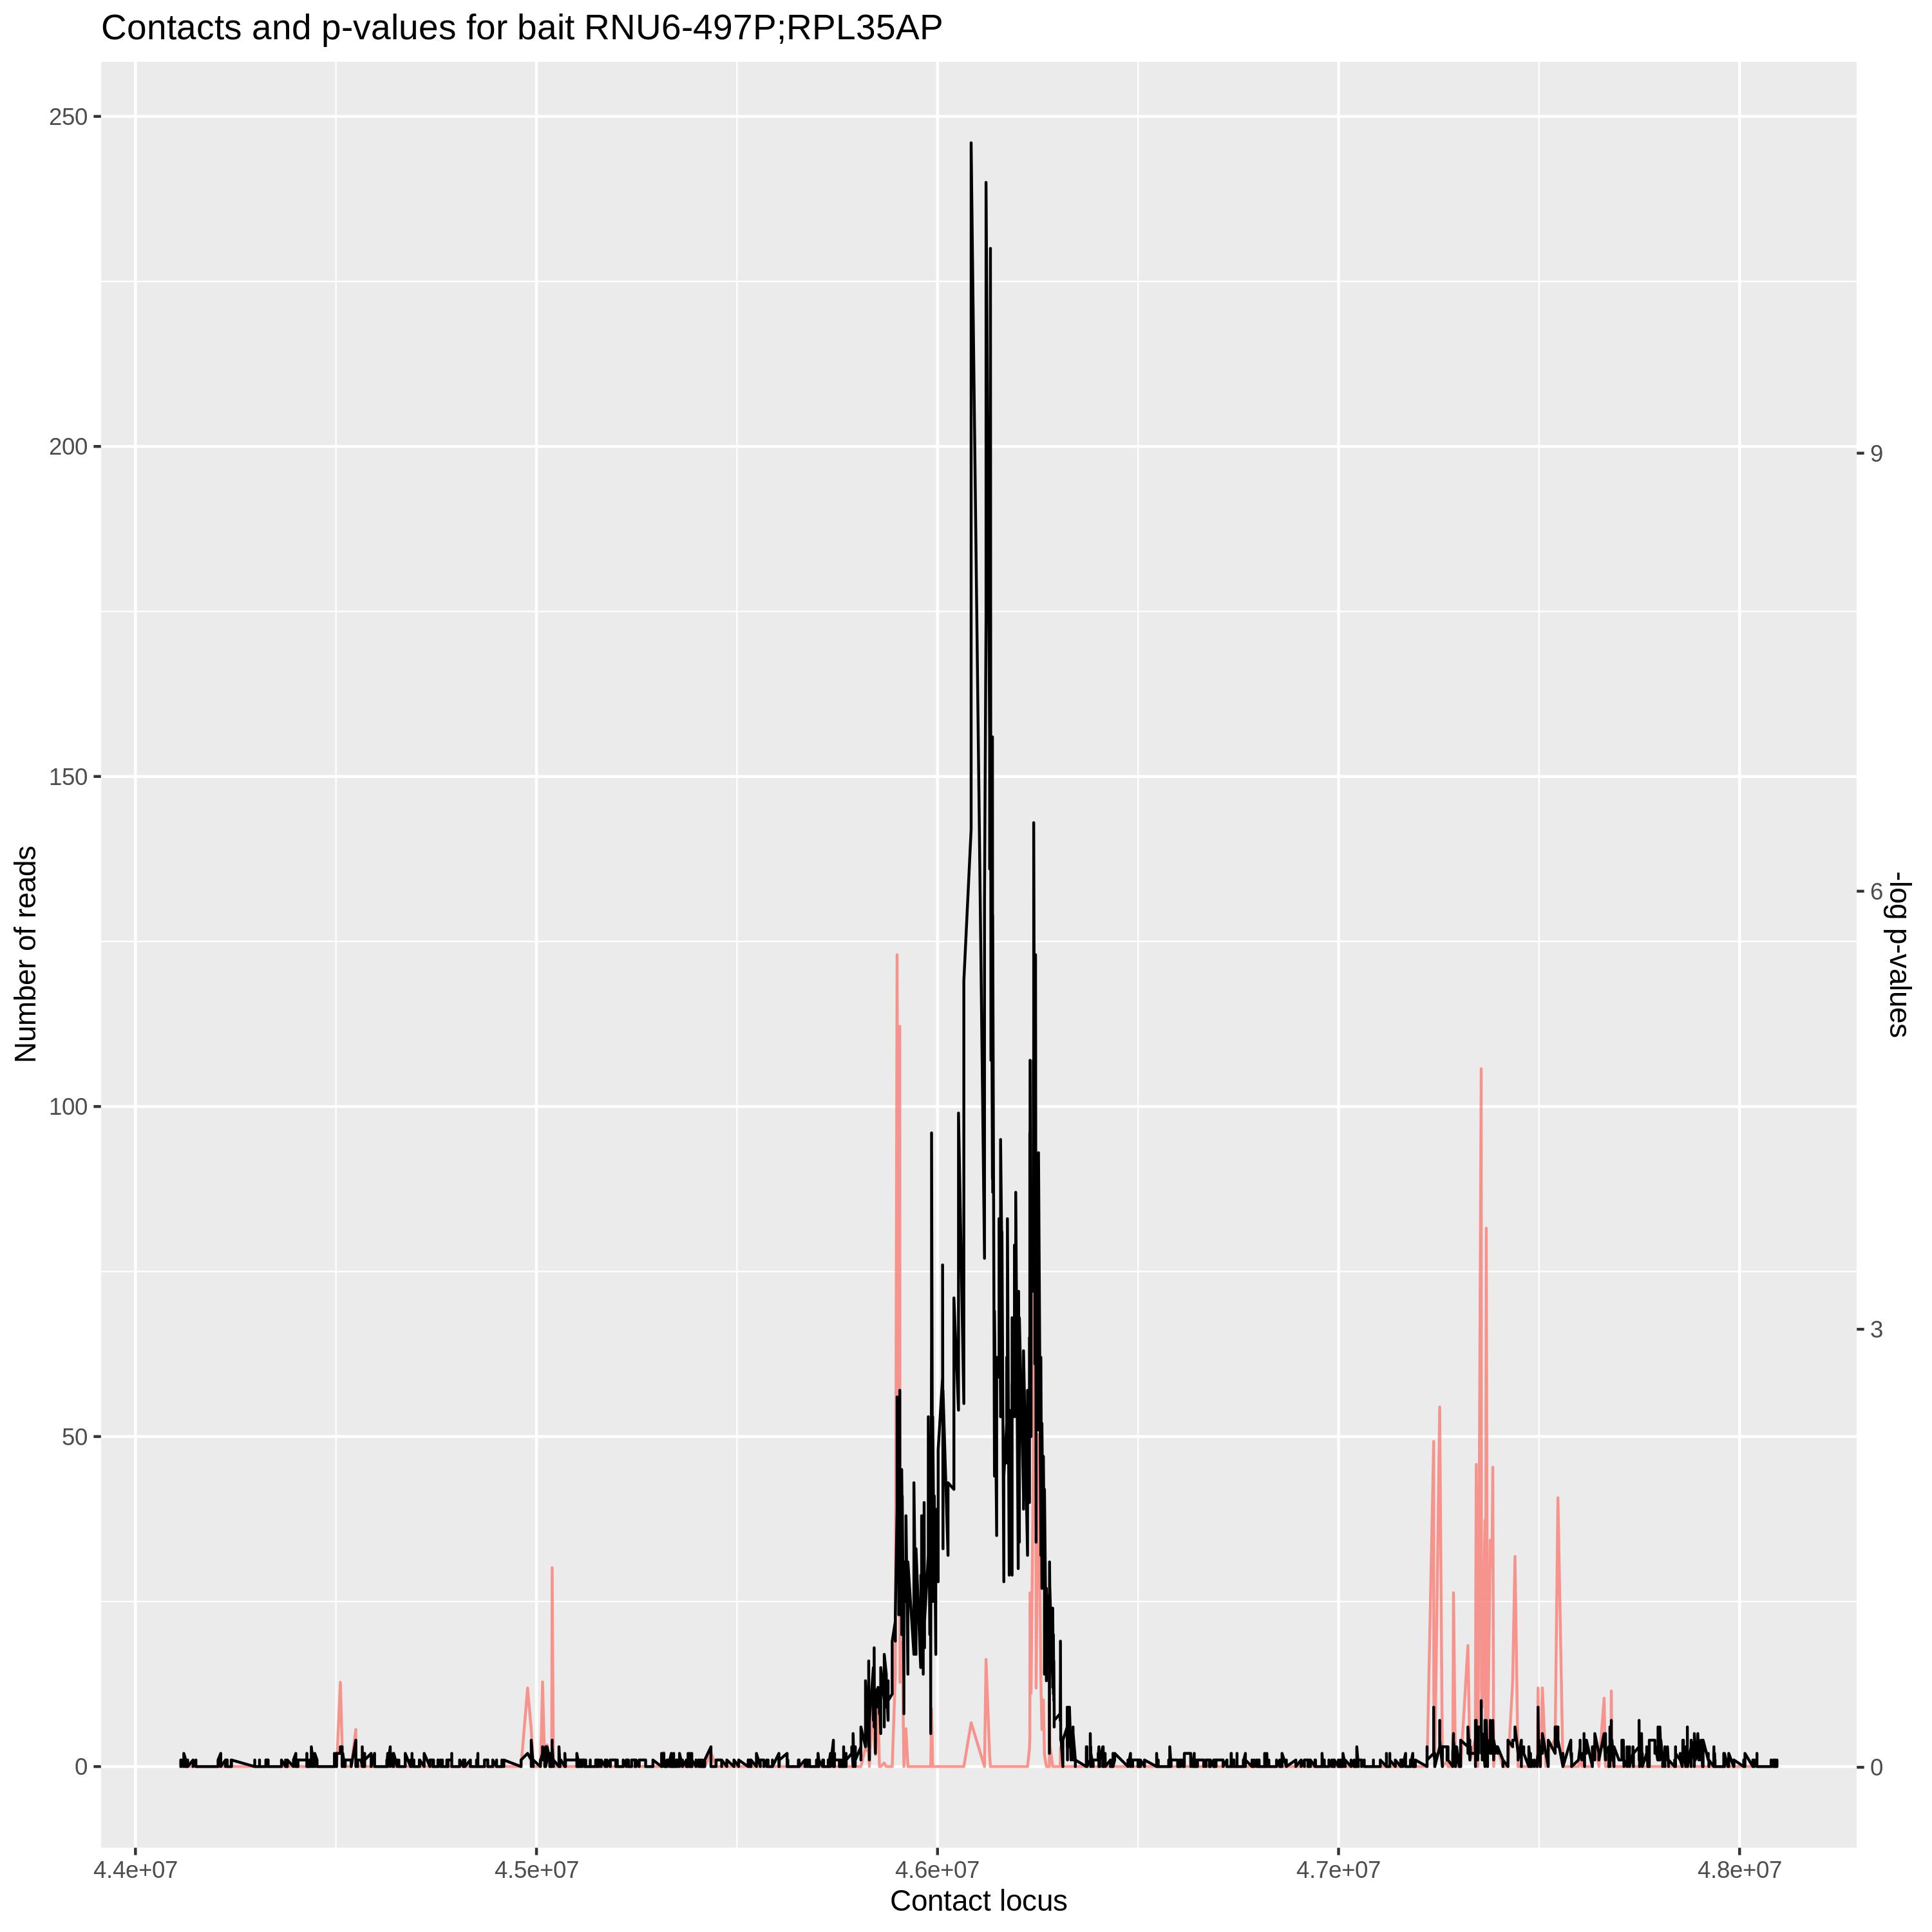 Contacts and p-values for bait RNU6-497P;RPL35AP
250
200
150
100
50
0
Number of reads
9
6
3
0
-log p-values
4.4e+07 4.5e+07 4.6e+07 4.7e+07 4.8e+07
Contact locus